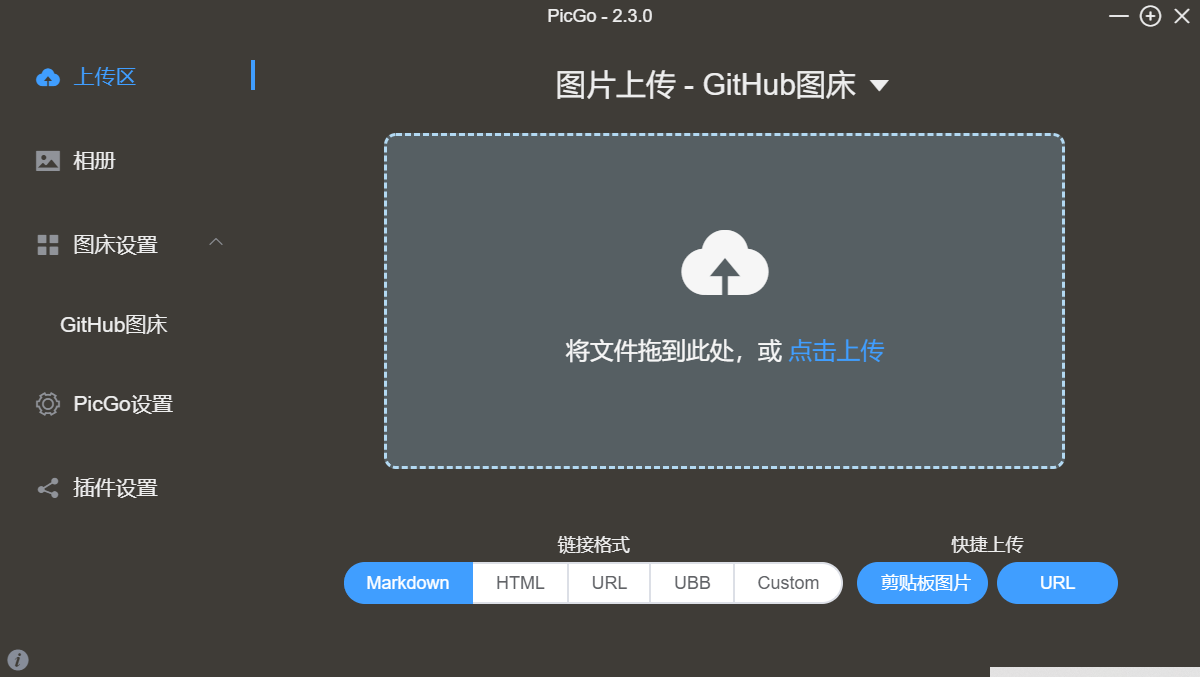 PicGo - 2.3.0
上传区
相册
图床设置
GitHub图床
PicGo设置
插件设置
图片上传 - GitHub图床
将文件拖到此处，或 点击上传
链接格式
Markdown HTML URL UBB Custom
快捷上传
剪贴板图片 URL